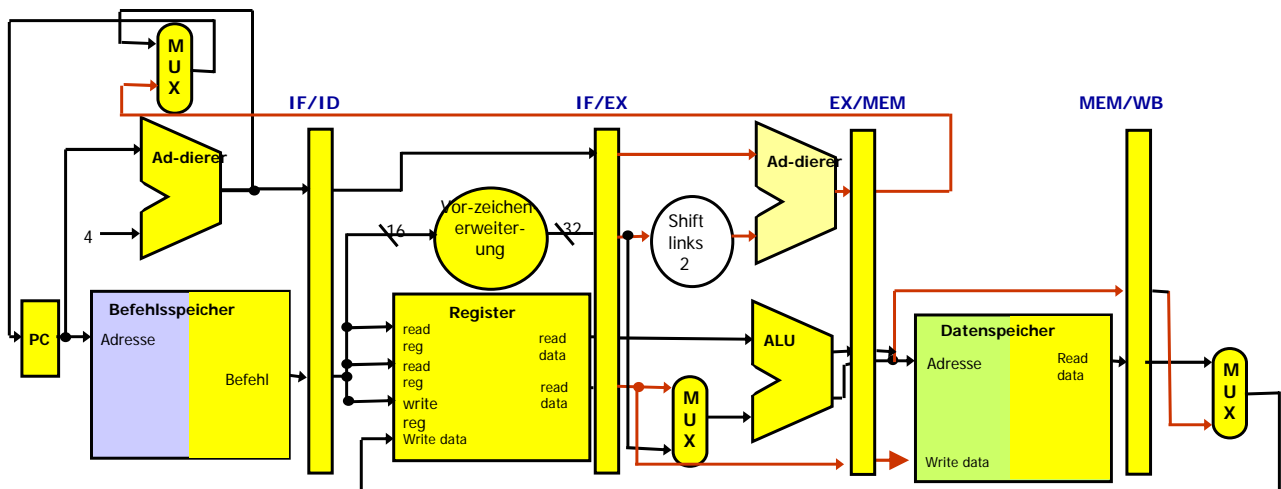 M
U
X
IF/ID
IF/EX
EX/MEM
MEM/WB
Ad-dierer
Ad-dierer
4
16
Vor-zeichen
erweiter-
ung
32
Shift
links
2
PC
Befehlsspeicher
Adresse
Befehl
Register
read
reg
read
reg
write
reg
Write data
read
data
read
data
M
U
X
ALU
Datenspeicher
Adresse
Read
data
Write data
M
U
X